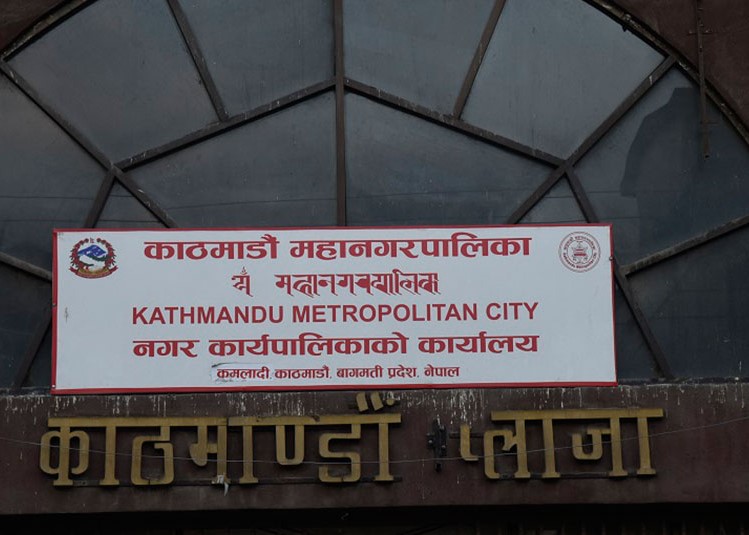 काठमाडौं महानगरपालिका
KATHMANDU METROPOLITAN CITY
नगर कार्यपालिकाको कार्यालय
कमलादी, काठमाडौं, बागमती प्रदेश, नेपाल
काठमाण्डौं प्लाजा